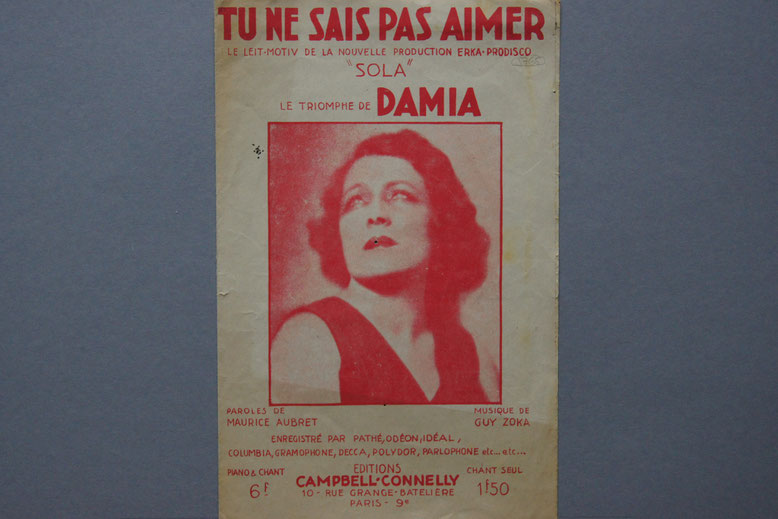 TU NE SAIS PAS AIMER
LE LEIT-MOTIV DE LA NOUVELLE PRODUCTION ERKA-PRODISCO
"SOLA"
LE TRIOMPHE DE DAMIA
PAROLES DE
MAURICE AUBRET
MUSIQUE DE
GUY ZOKA
ENREGISTRÉ PAR PATHÉ, ODÉON, IDÉAL,
COLUMBIA, GRAMOPHONE, DECCA, POLYDOR, PARLOPHONE etc... etc...
PIANO & CHANT
6F
EDITIONS
CAMPBELL-CONNELLY
10 - RUE GRANGE-BATELIÈRE
PARIS - 9e
CHANT SEUL
1F50